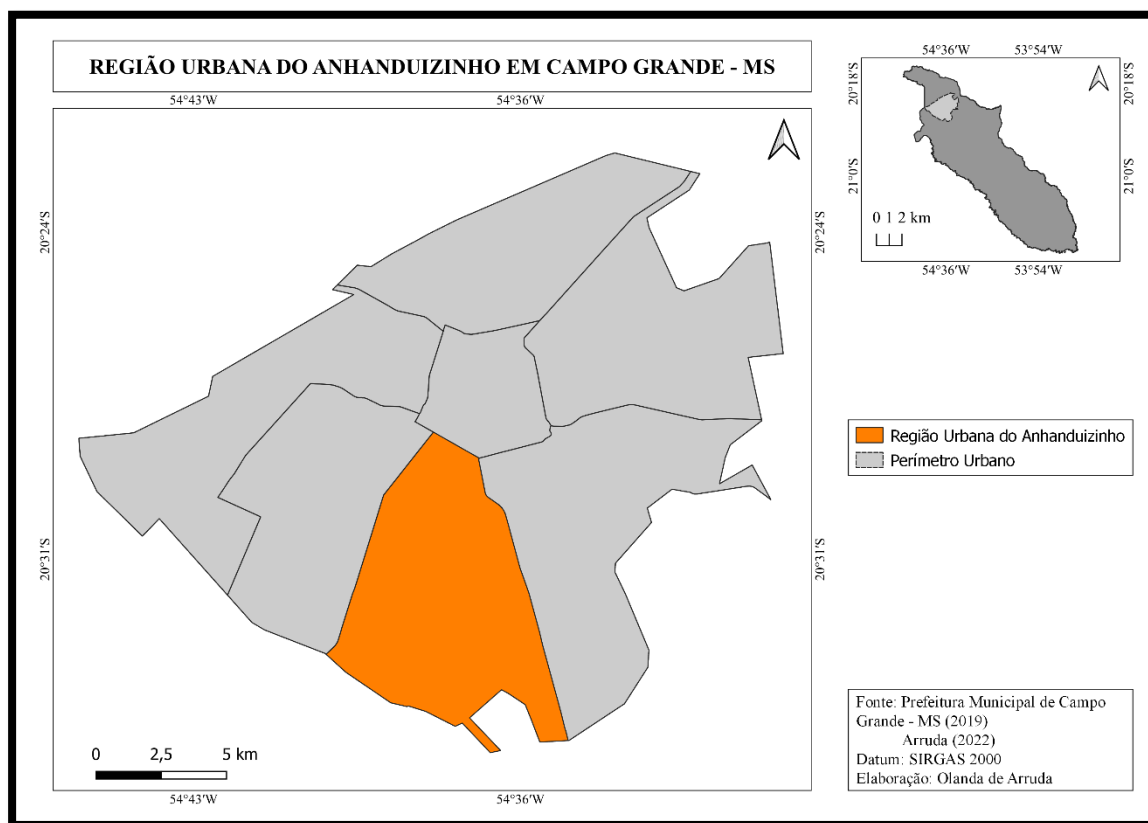 REGIÃO URBANA DO ANHANDUIZINHO EM CAMPO GRANDE - MS
54°43'W 54°36'W
20°24'S 20°24'S
20°31'S 20°31'S
0 2,5 5 km
54°43'W 54°36'W
54°36'W 53°54'W
20°18'S 20°18'S
21°0'S 21°0'S
0 1 2 km
54°36'W 53°54'W
Região Urbana do Anhanduizinho
Perímetro Urbano
Fonte: Prefeitura Municipal de Campo
Grande - MS (2019)
Arruda (2022)
Datum: SIRGAS 2000
Elaboração: Olanda de Arruda